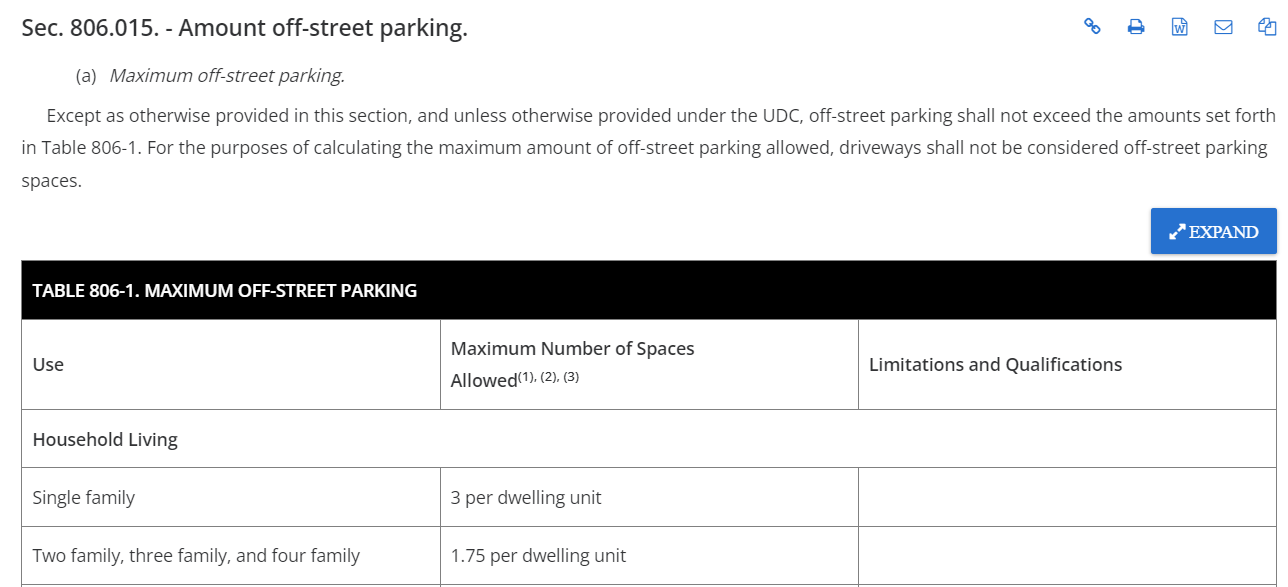 Sec. 806.015. - Amount off-street parking.
(a) Maximum off-street parking.
Except as otherwise provided in this section, and unless otherwise provided under the UDC, off-street parking shall not exceed the amounts set forth
in Table 806-1. For the purposes of calculating the maximum amount of off-street parking allowed, driveways shall not be considered off-street parking
spaces.
EXPAND
TABLE 806-1. MAXIMUM OFF-STREET PARKING
Use
Maximum Number of Spaces
Allowed(1), (2), (3)
Limitations and Qualifications
Household Living
Single family
3 per dwelling unit
Two family, three family, and four family
1.75 per dwelling unit